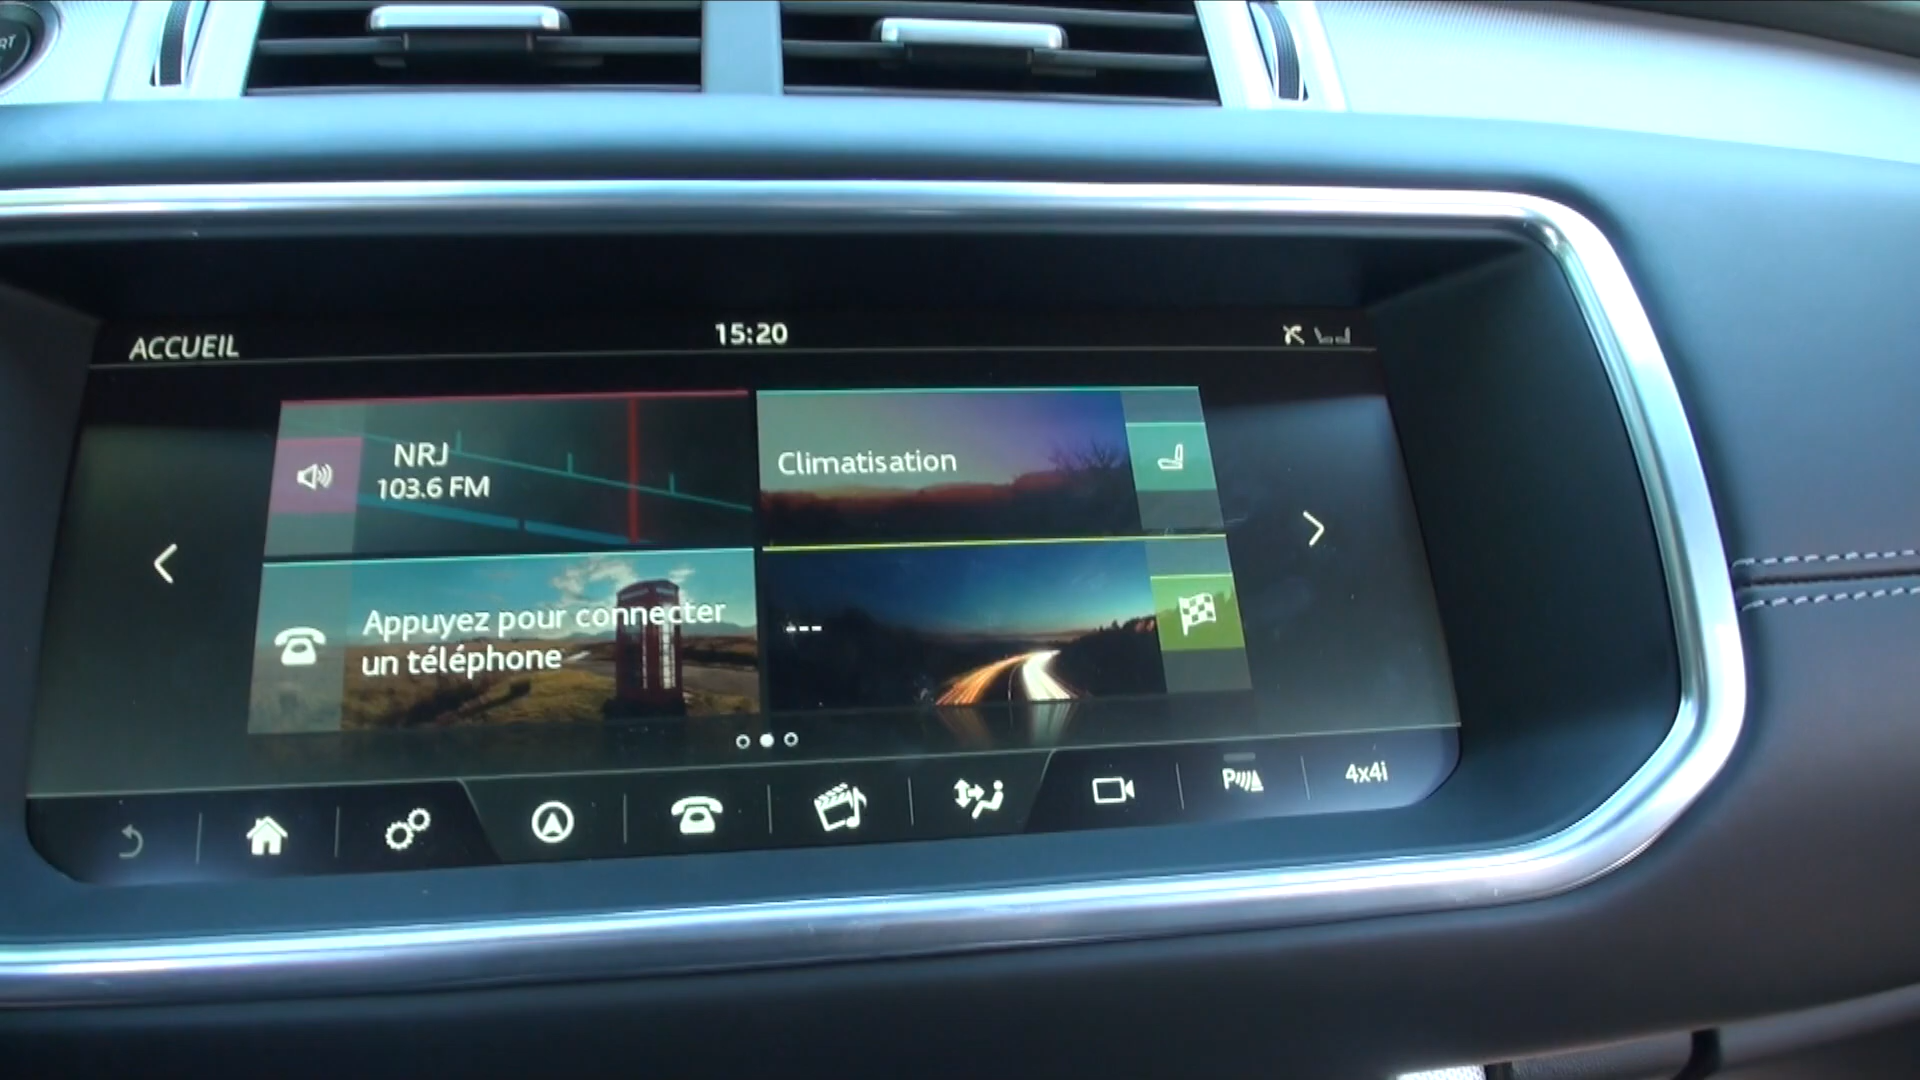 ACCUEIL
15:20
NRJ
103.6 FM
Climatisation
Appuyez pour connecter
un téléphone
---
P
4x4i